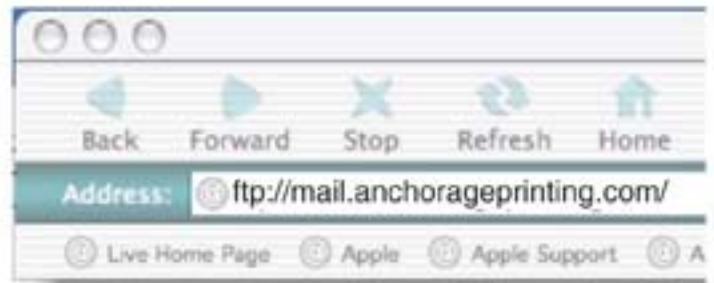 Back Forward Stop Refresh Home
Address: ftp://mail.anchorageprinting.com/
Live Home Page Apple Apple Support A